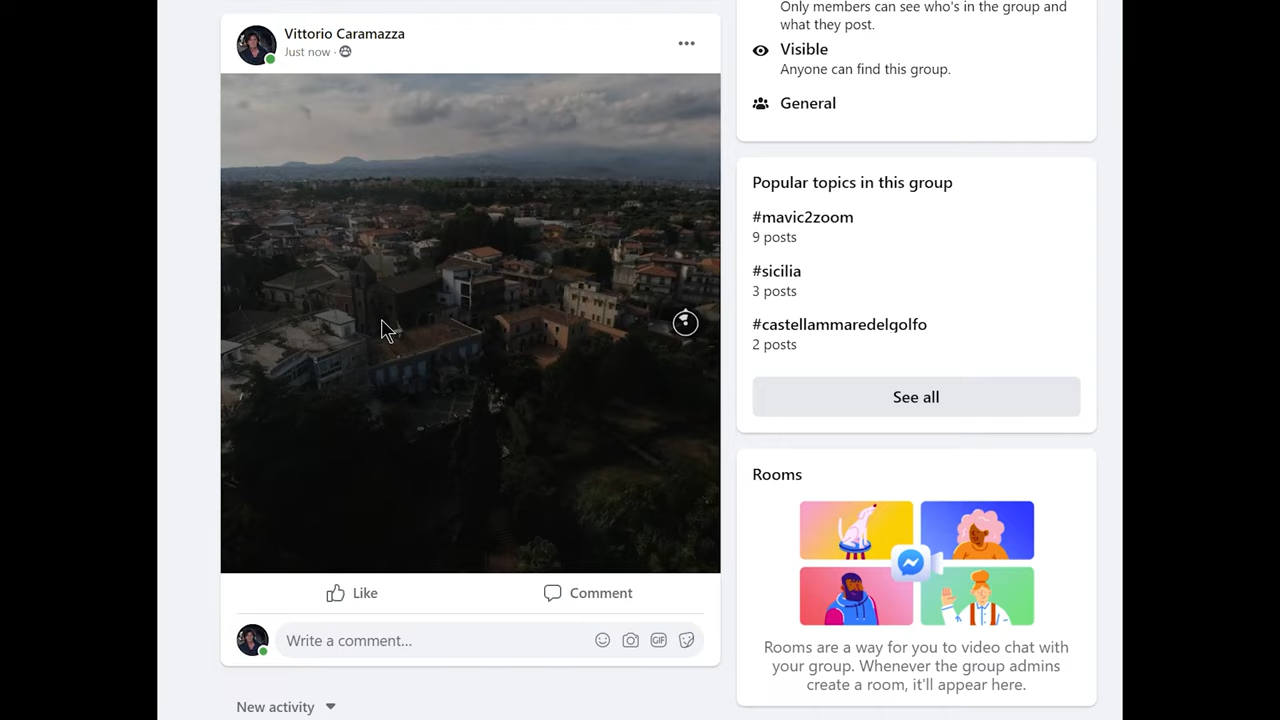 Vittorio Caramazza
Just now ·
Like
Comment
Write a comment...
GIF
New activity
Only members can see who's in the group and
what they post.
Visible
Anyone can find this group.
General
Popular topics in this group
#mavic2zoom
9 posts
#sicilia
3 posts
#castellammaredelgolfo
2 posts
See all
Rooms
Rooms are a way for you to video chat with
your group. Whenever the group admins
create a room, it'll appear here.